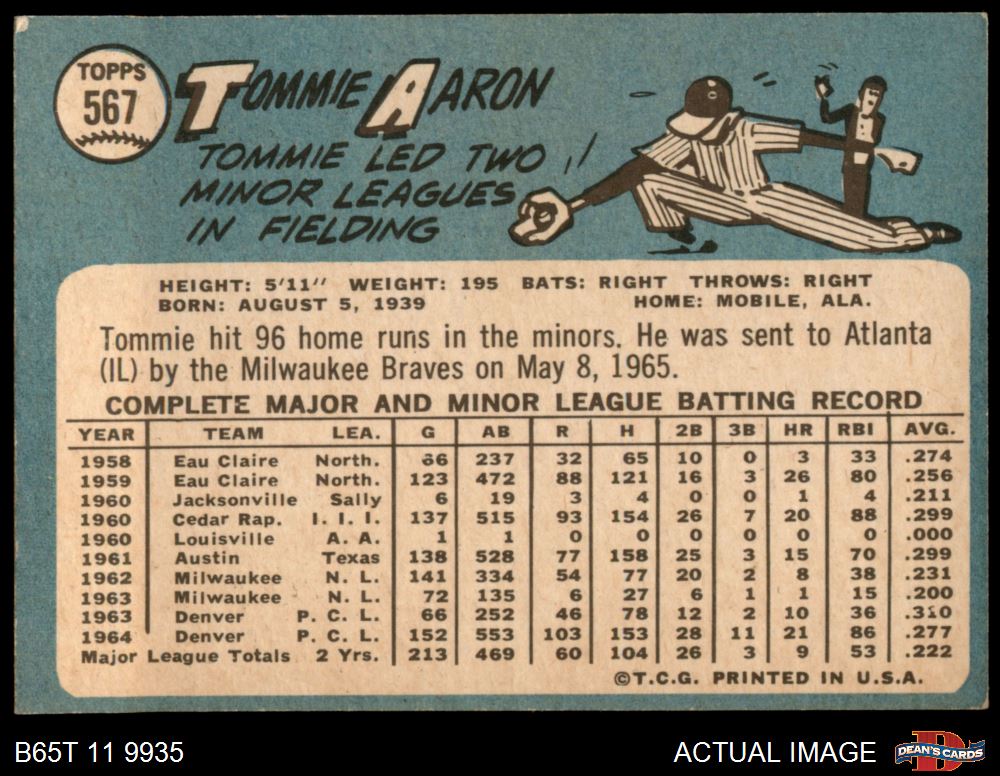 TOPPS
567
TOMMIE AARON
TOMMIE LED TWO
MINOR LEAGUES
IN FIELDING
HEIGHT: 5'11" WEIGHT: 195 BATS: RIGHT THROWS: RIGHT
BORN: AUGUST 5, 1939 HOME: MOBILE, ALA.
Tommie hit 96 home runs in the minors. He was sent to Atlanta
(IL) by the Milwaukee Braves on May 8, 1965.
COMPLETE MAJOR AND MINOR LEAGUE BATTING RECORD
YEAR TEAM LEA. G AB R H 2B 3B HR RBI AVG.
1958 Eau Claire North. 66 237 32 65 10 0 3 33 .274
1959 Eau Claire North. 123 472 88 121 16 3 26 80 .256
1960 Jacksonville Sally 6 19 3 4 0 0 1 4 .211
1960 Cedar Rap. I. I. I. 137 515 93 154 26 7 20 88 .299
1960 Louisville A. A. 1 1 0 0 0 0 0 0 .000
1961 Austin Texas 138 528 77 158 25 3 15 70 .299
1962 Milwaukee N. L. 141 334 54 77 20 2 8 38 .231
1963 Milwaukee N. L. 72 135 6 27 6 1 1 15 .200
1963 Denver P. C. L. 66 252 46 78 12 2 10 36 .310
1964 Denver P. C. L. 152 553 103 153 28 11 21 86 .277
Major League Totals 2 Yrs. 213 469 60 104 26 3 9 53 .222
©T.C.G. PRINTED IN U.S.A.
B65T 11 9935
ACTUAL IMAGE
D
DEAN'S CARDS